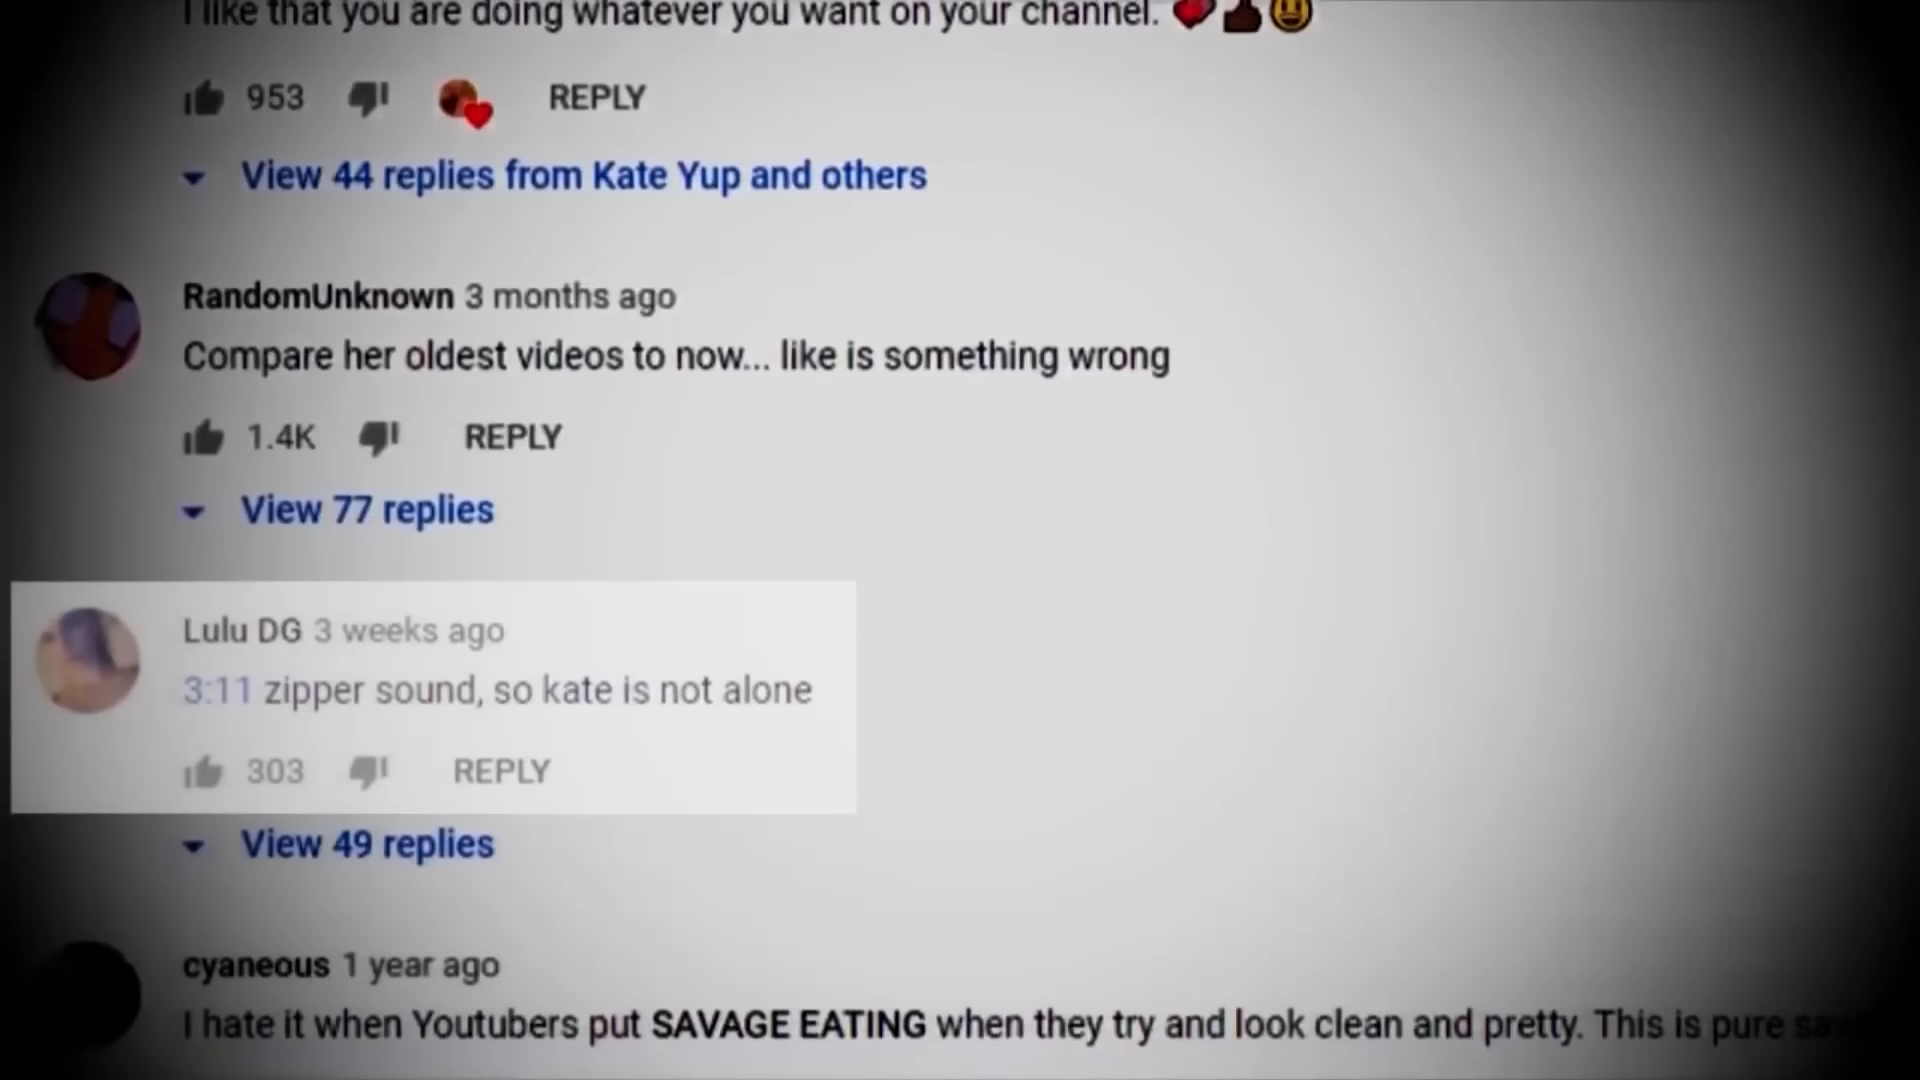 I like that you are doing whatever you want on your channel. ❤👍😃
953 REPLY
View 44 replies from Kate Yup and others
RandomUnknown 3 months ago
Compare her oldest videos to now... like is something wrong
1.4K REPLY
View 77 replies
Lulu DG 3 weeks ago
3:11 zipper sound, so kate is not alone
303 REPLY
View 49 replies
cyaneous 1 year ago
I hate it when Youtubers put SAVAGE EATING when they try and look clean and pretty. This is pure